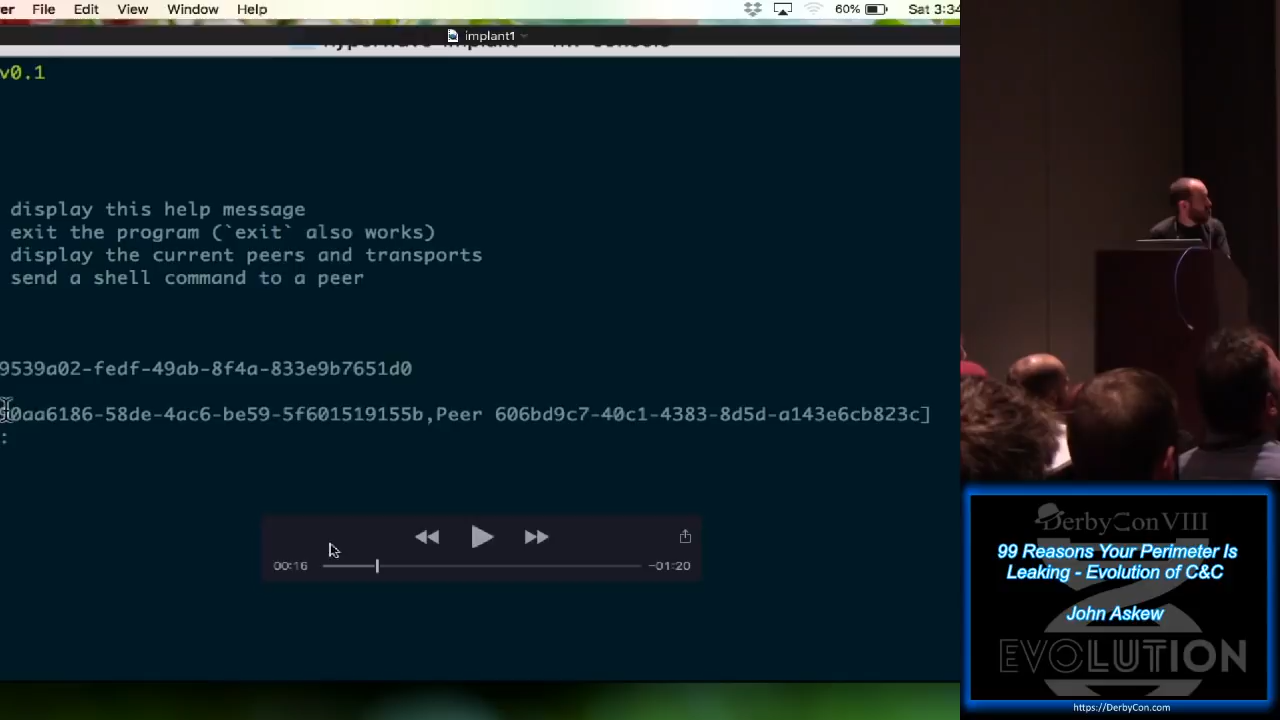 er File Edit View Window Help 60% Sat 3:34
implant1
v0.1
display this help message
exit the program (`exit` also works)
display the current peers and transports
send a shell command to a peer
9539a02-fedf-49ab-8f4a-833e9b7651d0
0aa6186-58de-4ac6-be59-5f601519155b,Peer 606bd9c7-40c1-4383-8d5d-a143e6cb823c]
:
00:16 -01:20
DerbyCon VIII
99 Reasons Your Perimeter Is
Leaking - Evolution of C&C
John Askew
EVOLUTION
https://DerbyCon.com